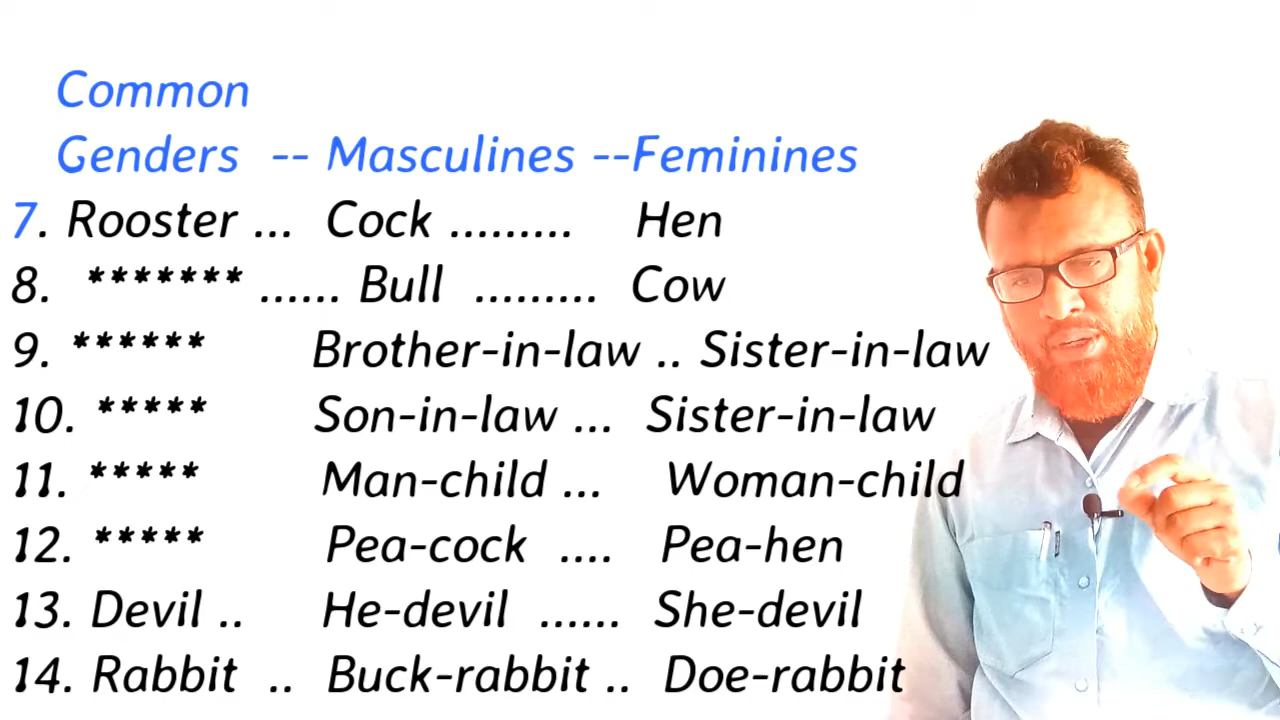 Common
Genders -- Masculines --Feminines
7. Rooster ... Cock ......... Hen
8. ******* ...... Bull ......... Cow
9. ****** Brother-in-law .. Sister-in-law
10. ***** Son-in-law ... Sister-in-law
11. ***** Man-child ... Woman-child
12. ***** Pea-cock .... Pea-hen
13. Devil .. He-devil ...... She-devil
14. Rabbit .. Buck-rabbit .. Doe-rabbit